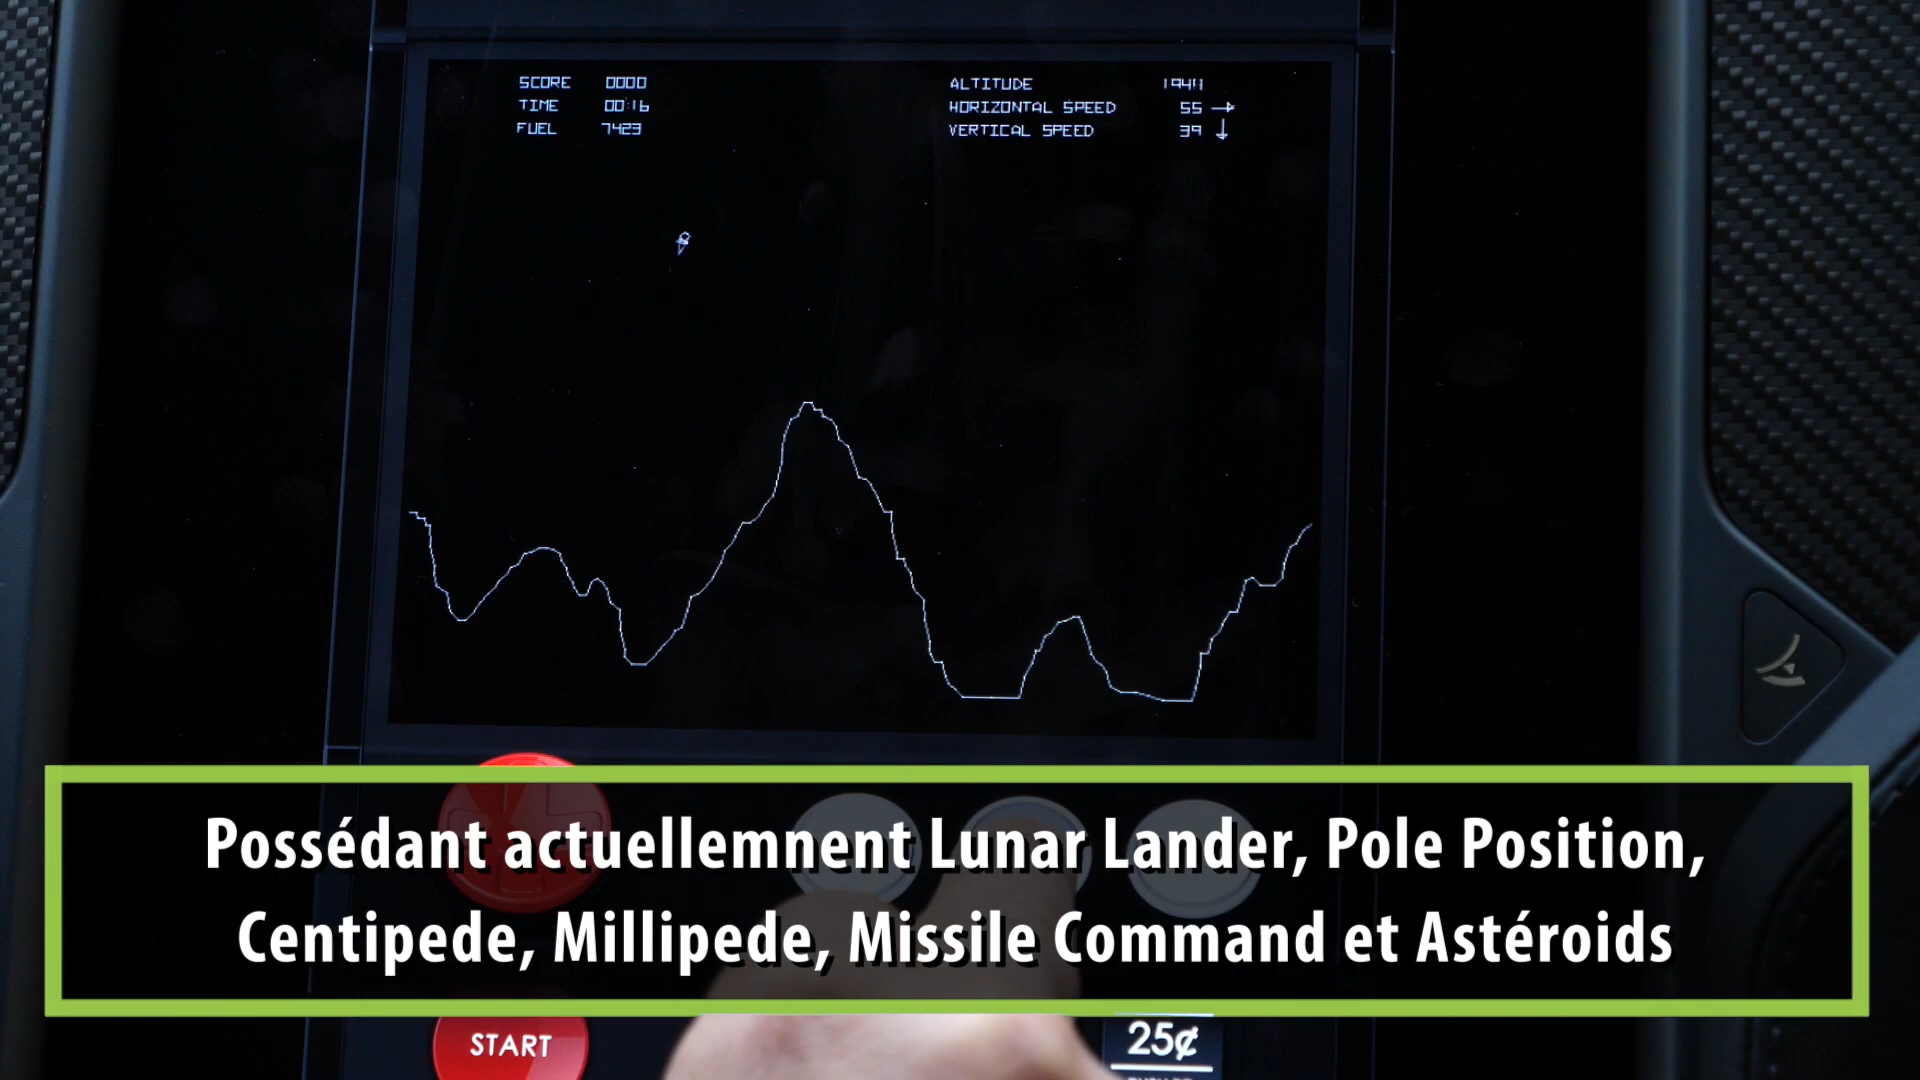 SCORE 0000
TIME 00:16
FUEL 7423
ALTITUDE 1941
HORIZONTAL SPEED 55 →
VERTICAL SPEED 39 ↓
Possédant actuellemnent Lunar Lander, Pole Position,
Centipede, Millipede, Missile Command et Astéroids
START
25¢